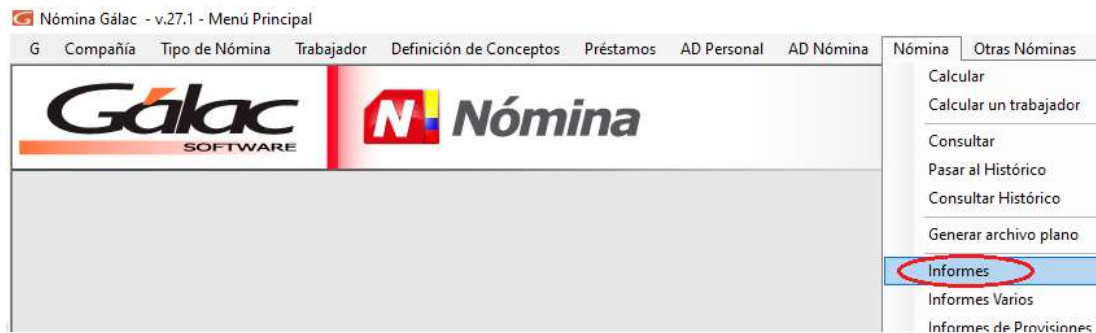 Nómina Gálac - v.27.1 - Menú Principal
G Compañía Tipo de Nómina Trabajador Definición de Conceptos Préstamos AD Personal AD Nómina Nómina Otras Nóminas
Gálac
SOFTWARE
N Nómina
Calcular
Calcular un trabajador
Consultar
Pasar al Histórico
Consultar Histórico
Generar archivo plano
Informes
Informes Varios
Informes de Provisiones